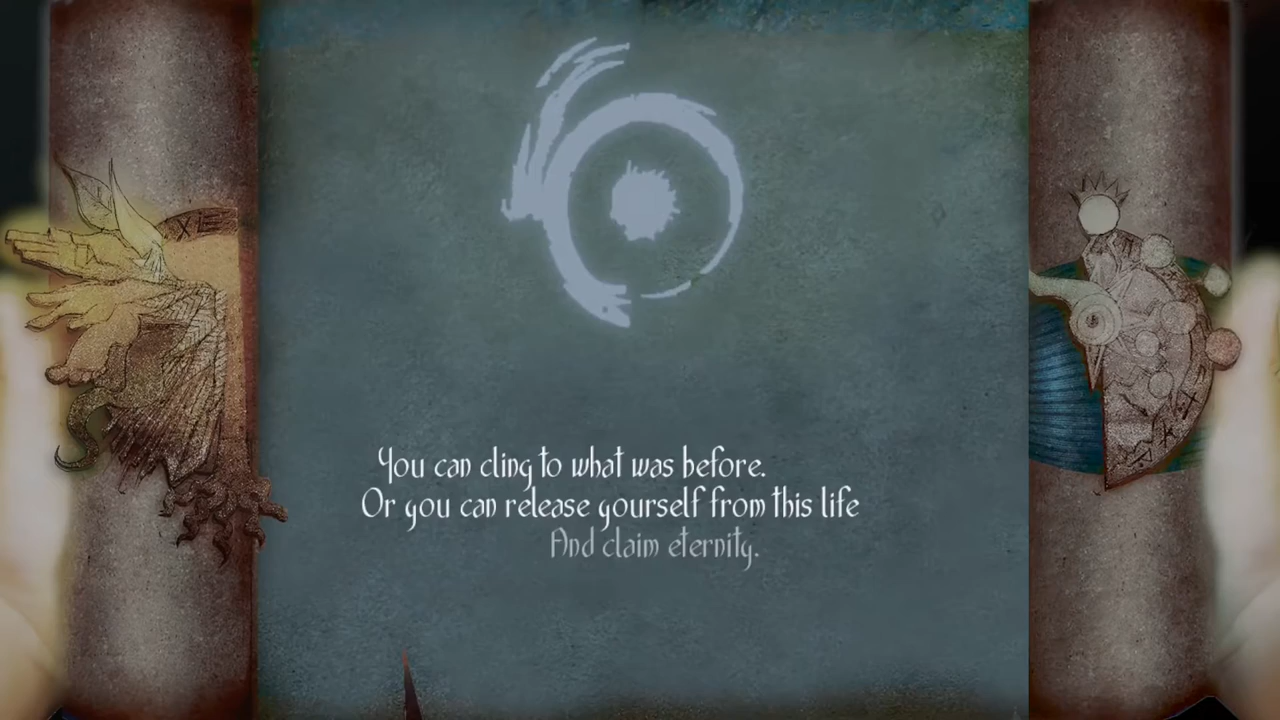 You can cling to what was before.
Or you can release yourself from this life
And claim eternity.